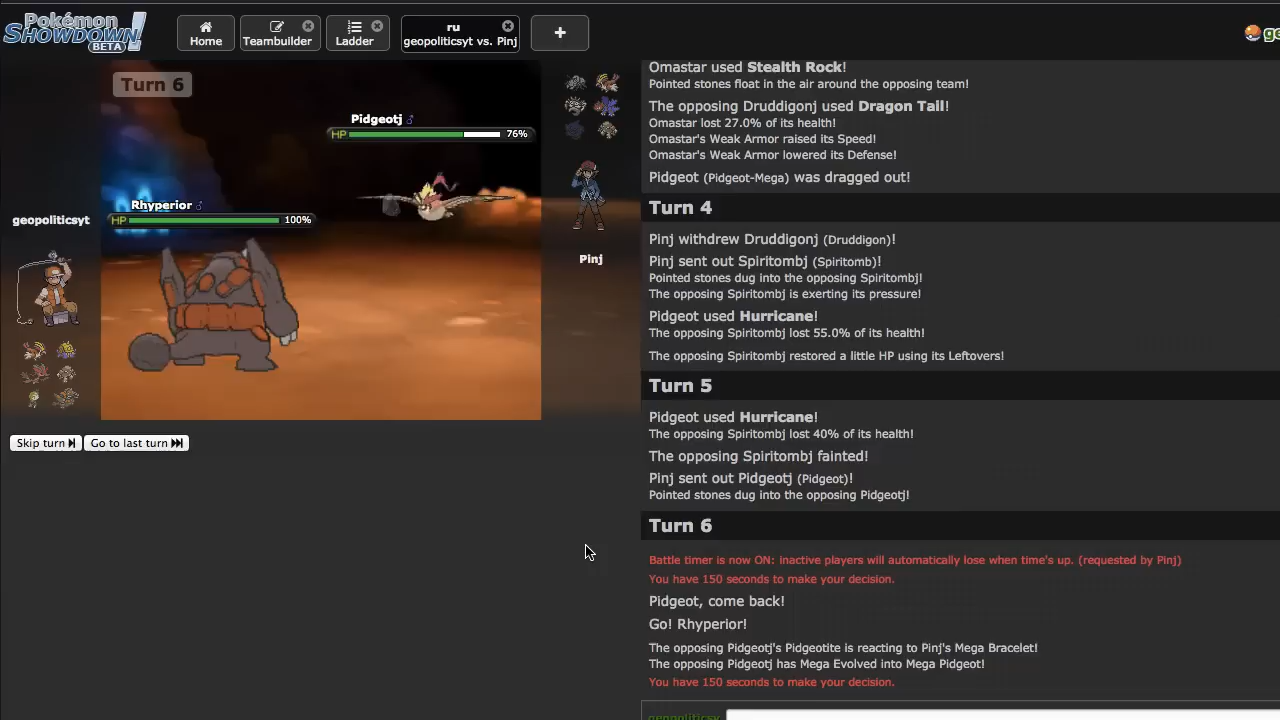 Pokémon
SHOWDOWN!
BETA
Home
Teambuilder
Ladder
ru
geopoliticsyt vs. Pinj
+
Turn 6
Pidgeotj ♂
HP 76%
Rhyperior ♂
HP 100%
geopoliticsyt
Pinj
Skip turn
Go to last turn
Omastar used Stealth Rock!
Pointed stones float in the air around the opposing team!
The opposing Druddigonj used Dragon Tail!
Omastar lost 27.0% of its health!
Omastar's Weak Armor raised its Speed!
Omastar's Weak Armor lowered its Defense!
Pidgeot (Pidgeot-Mega) was dragged out!
Turn 4
Pinj withdrew Druddigonj (Druddigon)!
Pinj sent out Spiritombj (Spiritomb)!
Pointed stones dug into the opposing Spiritombj!
The opposing Spiritombj is exerting its pressure!
Pidgeot used Hurricane!
The opposing Spiritombj lost 55.0% of its health!
The opposing Spiritombj restored a little HP using its Leftovers!
Turn 5
Pidgeot used Hurricane!
The opposing Spiritombj lost 40% of its health!
The opposing Spiritombj fainted!
Pinj sent out Pidgeotj (Pidgeot)!
Pointed stones dug into the opposing Pidgeotj!
Turn 6
Battle timer is now ON: inactive players will automatically lose when time's up. (requested by Pinj)
You have 150 seconds to make your decision.
Pidgeot, come back!
Go! Rhyperior!
The opposing Pidgeotj's Pidgeotite is reacting to Pinj's Mega Bracelet!
The opposing Pidgeotj has Mega Evolved into Mega Pidgeot!
You have 150 seconds to make your decision.